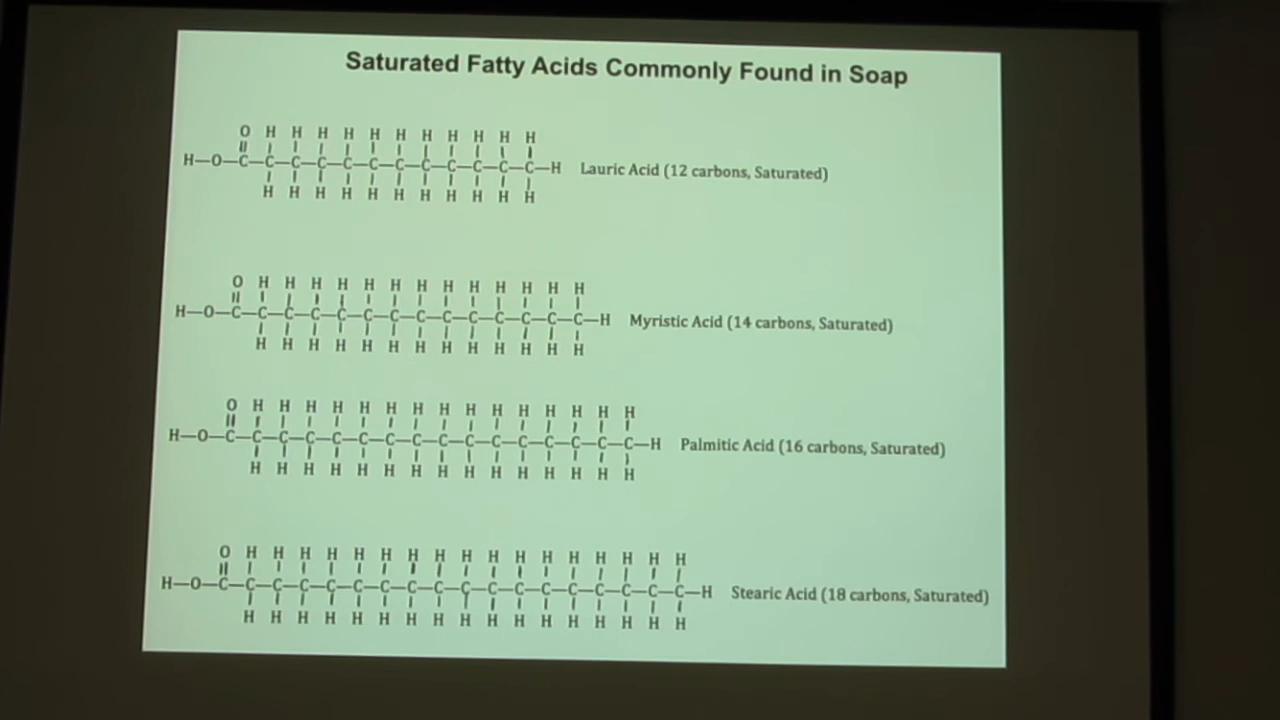 Saturated Fatty Acids Commonly Found in Soap
O H H H H H H H H H H H
H—O—C—C—C—C—C—C—C—C—C—C—C—C—H Lauric Acid (12 carbons, Saturated)
H H H H H H H H H H H
O H H H H H H H H H H H H H
H—O—C—C—C—C—C—C—C—C—C—C—C—C—C—C—H Myristic Acid (14 carbons, Saturated)
H H H H H H H H H H H H H
O H H H H H H H H H H H H H H H
H—O—C—C—C—C—C—C—C—C—C—C—C—C—C—C—C—C—H Palmitic Acid (16 carbons, Saturated)
H H H H H H H H H H H H H H H
O H H H H H H H H H H H H H H H H H
H—O—C—C—C—C—C—C—C—C—C—C—C—C—C—C—C—C—C—C—H Stearic Acid (18 carbons, Saturated)
H H H H H H H H H H H H H H H H H